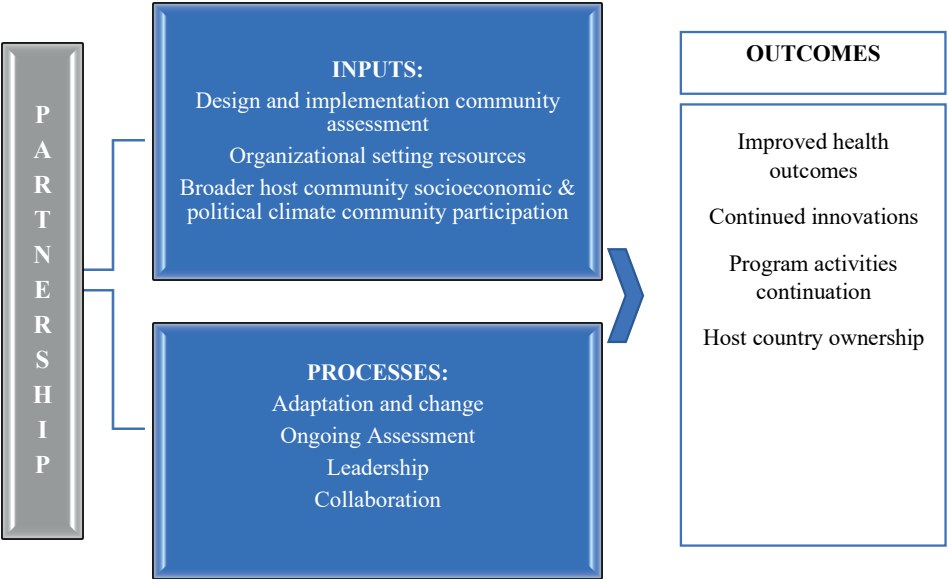 P
A
R
T
N
E
R
S
H
I
P
INPUTS:
Design and implementation community
assessment
Organizational setting resources
Broader host community socioeconomic &
political climate community participation
PROCESSES:
Adaptation and change
Ongoing Assessment
Leadership
Collaboration
OUTCOMES
Improved health
outcomes
Continued innovations
Program activities
continuation
Host country ownership